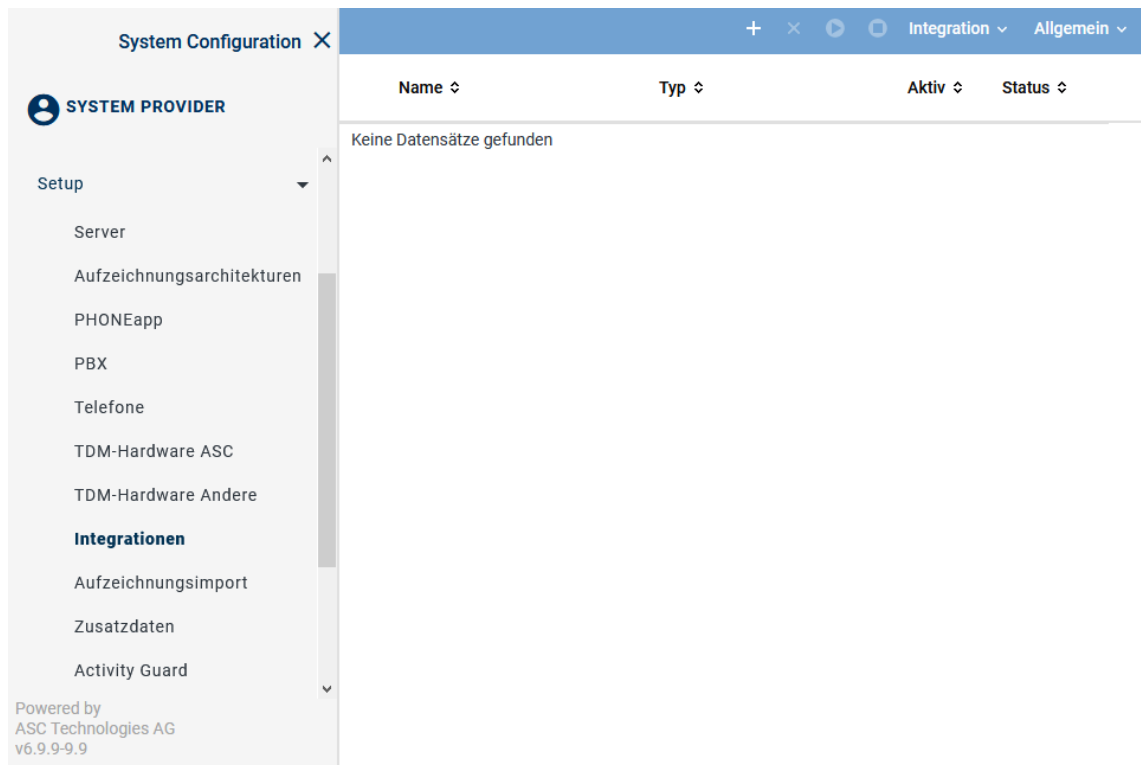 System Configuration
Integration
Allgemein
SYSTEM PROVIDER
Name
Typ
Aktiv
Status
Keine Datensätze gefunden
Setup
Server
Aufzeichnungsarchitekturen
PHONEapp
PBX
Telefone
TDM-Hardware ASC
TDM-Hardware Andere
Integrationen
Aufzeichnungsimport
Zusatzdaten
Activity Guard
Powered by
ASC Technologies AG
v6.9.9-9.9